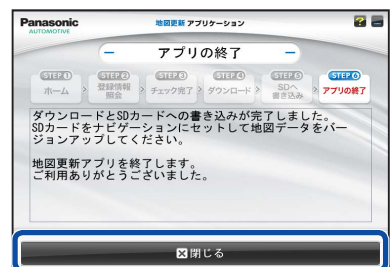 Panasonic
AUTOMOTIVE
地図更新 アプリケーション
?
アプリの終了
STEP① STEP② STEP③ STEP④ STEP⑤ STEP⑥
ホーム > 登録情報照会 > チェック完了 > ダウンロード > SDへ書き込み > アプリの終了
ダウンロードとSDカードへの書き込みが完了しました。
SDカードをナビゲーションにセットして地図データをバー
ジョンアップしてください。
地図更新アプリを終了します。
ご利用ありがとうございました。
閉じる